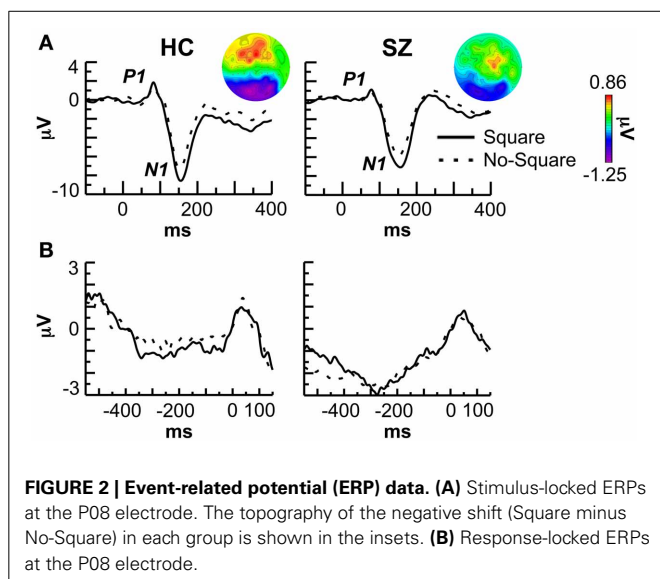 A HC SZ
4 P1 P1 0.86
0 μV
μV Square
N1 N1 No-Square -1.25
-10
0 200 400 0 200 400
ms ms
B
3
μV 0
-3
-400 -200 0 100 -400 -200 0 100
ms ms
FIGURE 2 | Event-related potential (ERP) data. (A) Stimulus-locked ERPs
at the P08 electrode. The topography of the negative shift (Square minus
No-Square) in each group is shown in the insets. (B) Response-locked ERPs
at the P08 electrode.